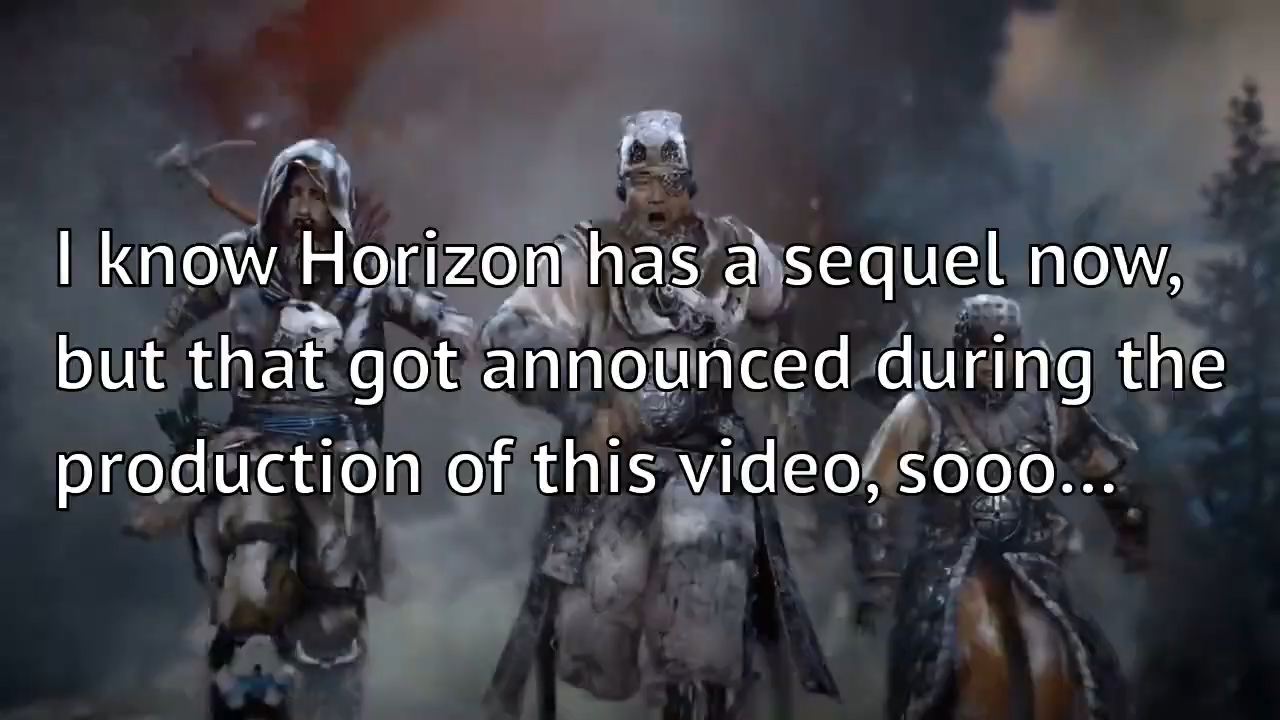 I know Horizon has a sequel now,
but that got announced during the
production of this video, sooo...